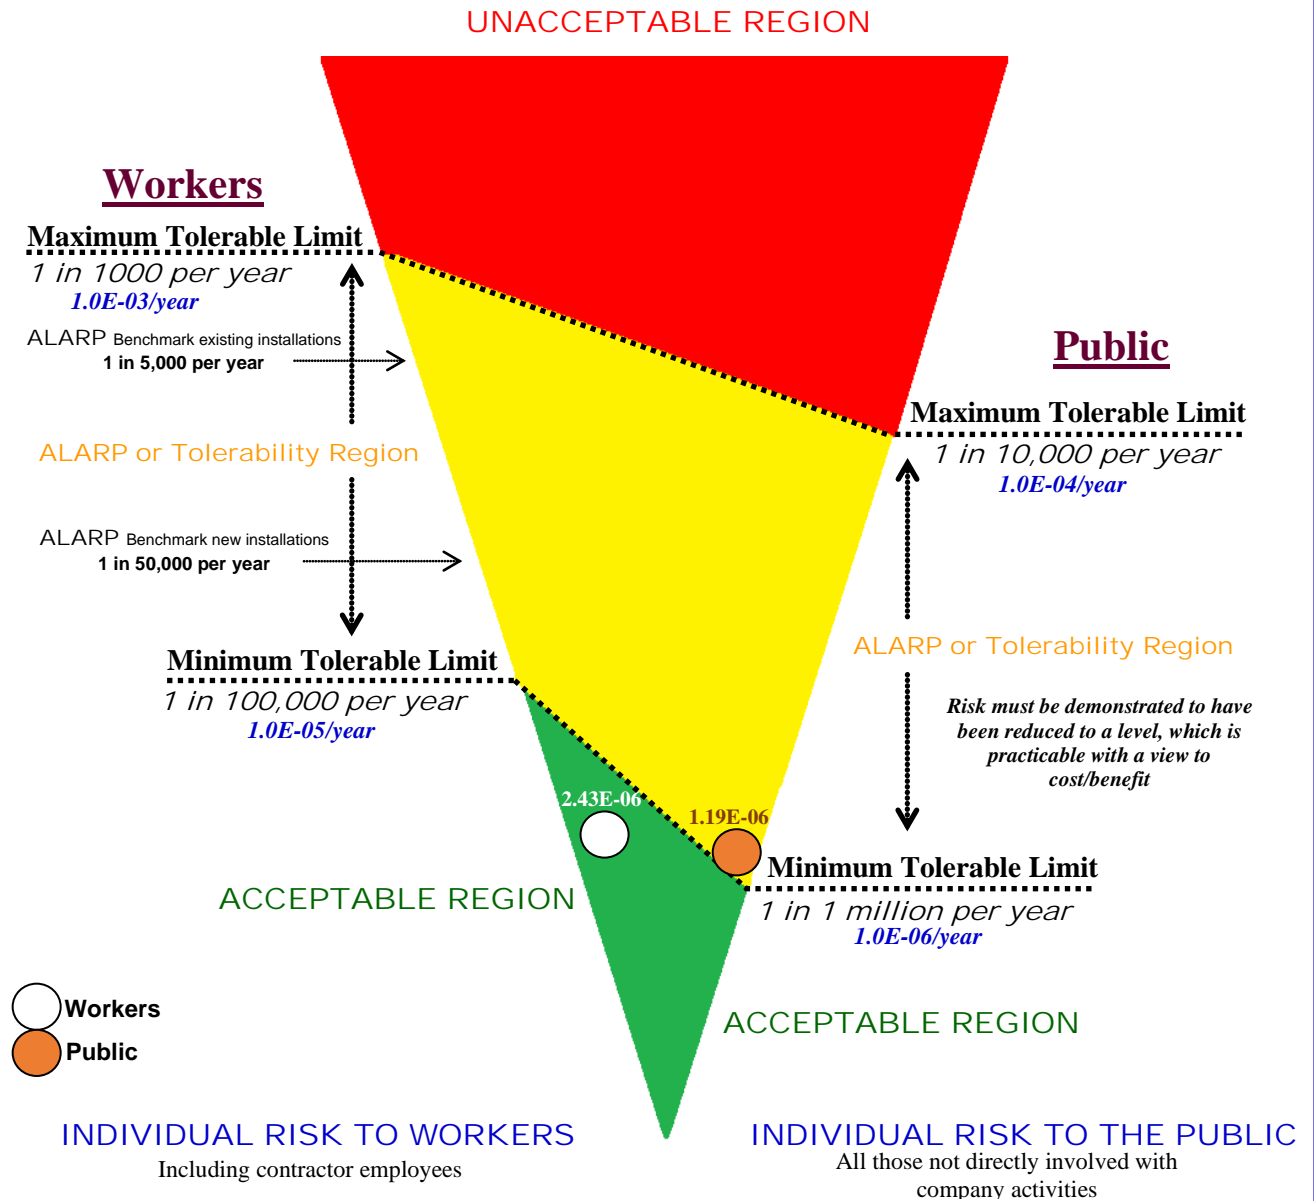 UNACCEPTABLE REGION
Workers
Maximum Tolerable Limit
1 in 1000 per year
1.0E-03/year
ALARP Benchmark existing installations
1 in 5,000 per year
ALARP or Tolerability Region
ALARP Benchmark new installations
1 in 50,000 per year
Minimum Tolerable Limit
1 in 100,000 per year
1.0E-05/year
Public
Maximum Tolerable Limit
1 in 10,000 per year
1.0E-04/year
ALARP or Tolerability Region
Risk must be demonstrated to have
been reduced to a level, which is
practicable with a view to
cost/benefit
2.43E-06
1.19E-06
Minimum Tolerable Limit
1 in 1 million per year
1.0E-06/year
ACCEPTABLE REGION
ACCEPTABLE REGION
Workers
Public
INDIVIDUAL RISK TO WORKERS
Including contractor employees
INDIVIDUAL RISK TO THE PUBLIC
All those not directly involved with
company activities